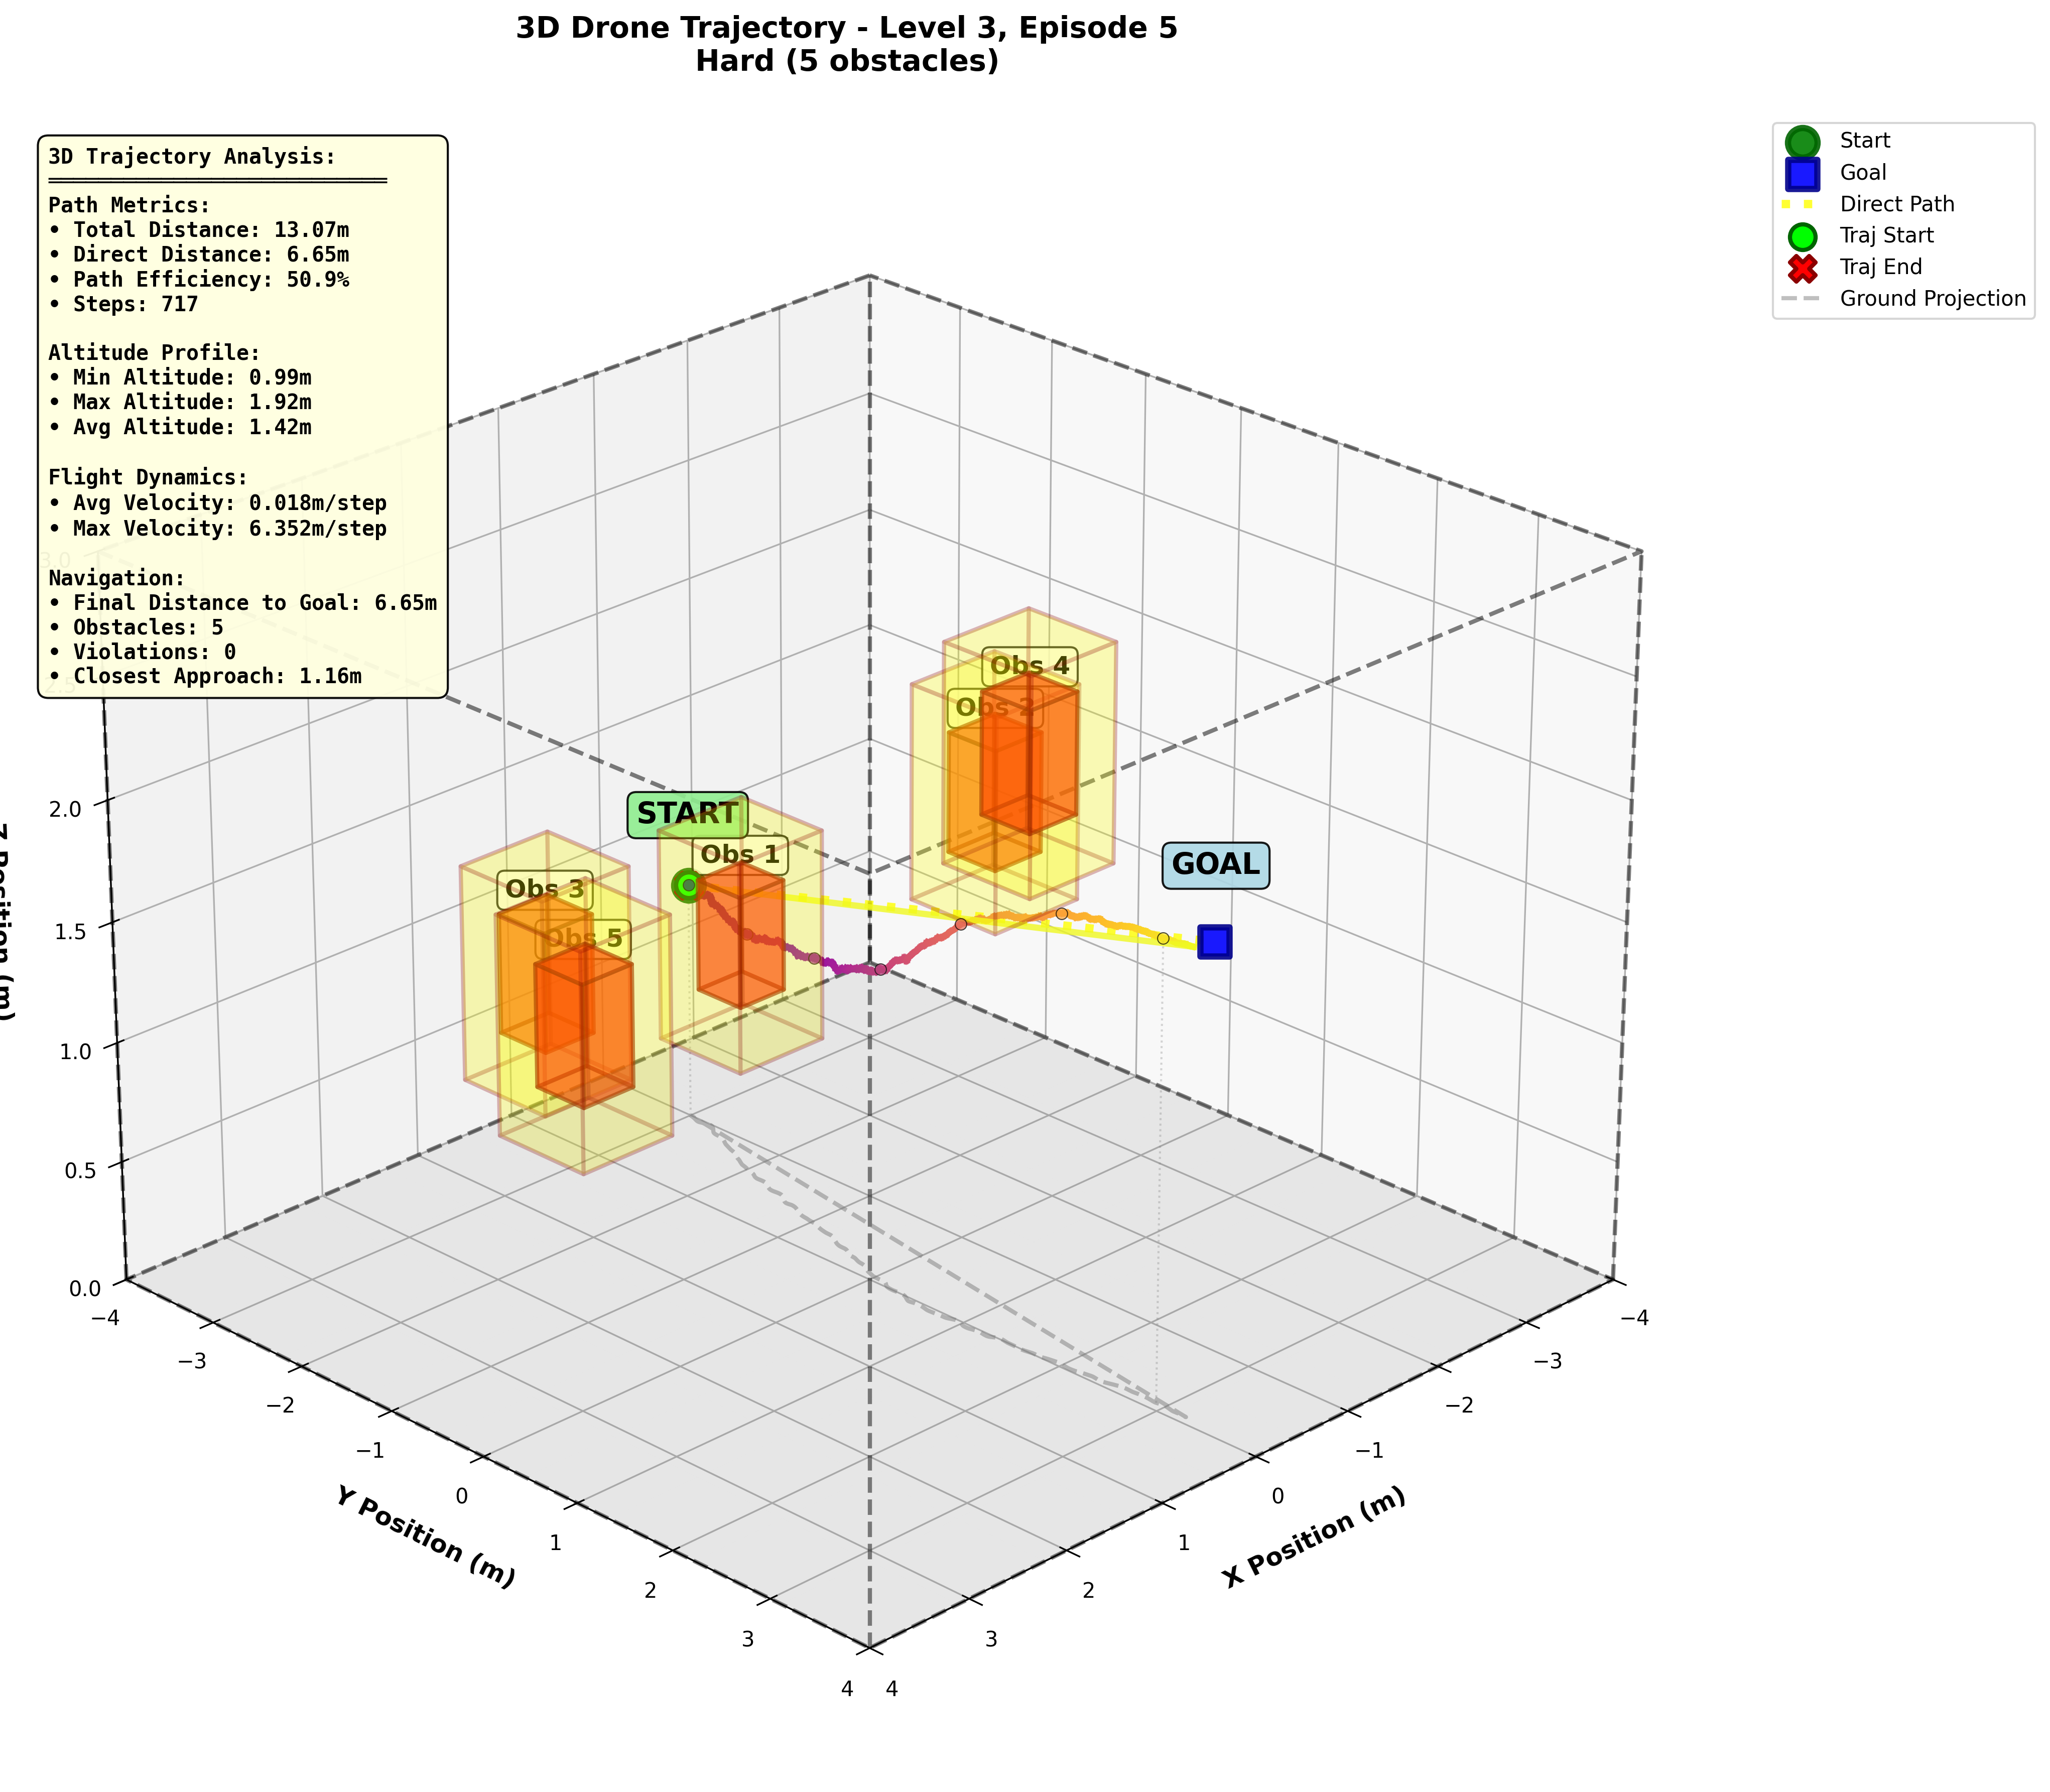 3D Drone Trajectory - Level 3, Episode 5
Hard (5 obstacles)
3D Trajectory Analysis:
Path Metrics:
• Total Distance: 13.07m
• Direct Distance: 6.65m
• Path Efficiency: 50.9%
• Steps: 717
Altitude Profile:
• Min Altitude: 0.99m
• Max Altitude: 1.92m
• Avg Altitude: 1.42m
Flight Dynamics:
• Avg Velocity: 0.018m/step
• Max Velocity: 6.352m/step
Navigation:
• Final Distance to Goal: 6.65m
• Obstacles: 5
• Violations: 0
• Closest Approach: 1.16m
Start
Goal
Direct Path
Traj Start
Traj End
Ground Projection
Obs 4
Obs 2
START
Obs 1
GOAL
Obs 3
Obs 5
3.0
2.5
2.0
1.5
1.0
0.5
0.0
Z Position (m)
−4
−3
−2
−1
0
1
2
3
4
Y Position (m)
4
3
2
1
0
−1
−2
−3
−4
X Position (m)